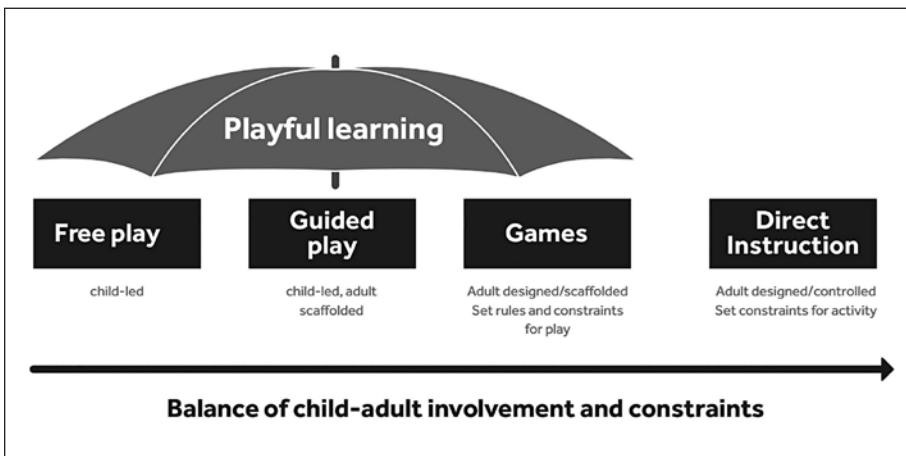 Playful learning
Free play
Guided
play
Games
Direct
Instruction
child-led
child-led, adult
scaffolded
Adult designed/scaffolded
Set rules and constraints
for play
Adult designed/controlled
Set constraints for activity
Balance of child-adult involvement and constraints